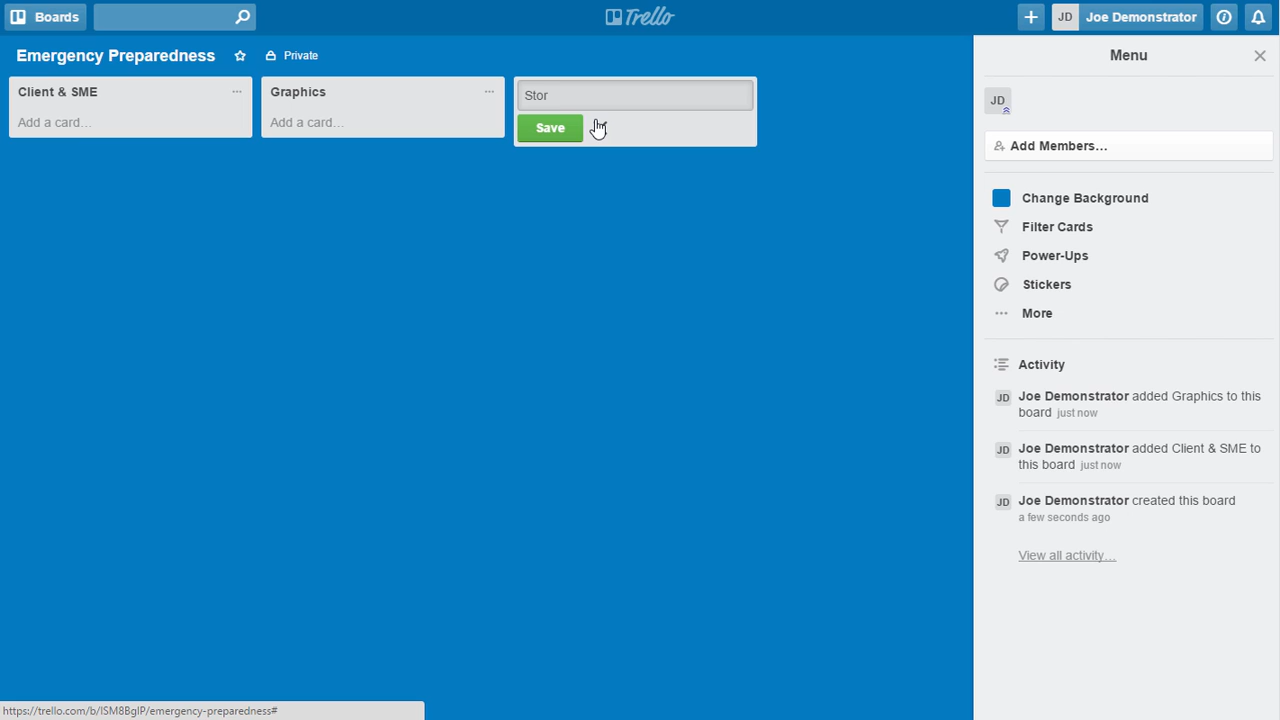 Boards
Trello
JD Joe Demonstrator
Emergency Preparedness Private
Client & SME
Add a card…
Graphics
Add a card…
Stor
Save
Menu
JD
Add Members…
Change Background
Filter Cards
Power-Ups
Stickers
More
Activity
JD Joe Demonstrator added Graphics to this
board just now
JD Joe Demonstrator added Client & SME to
this board just now
JD Joe Demonstrator created this board
a few seconds ago
View all activity…
https://trello.com/b/ISM8BgIP/emergency-preparedness#